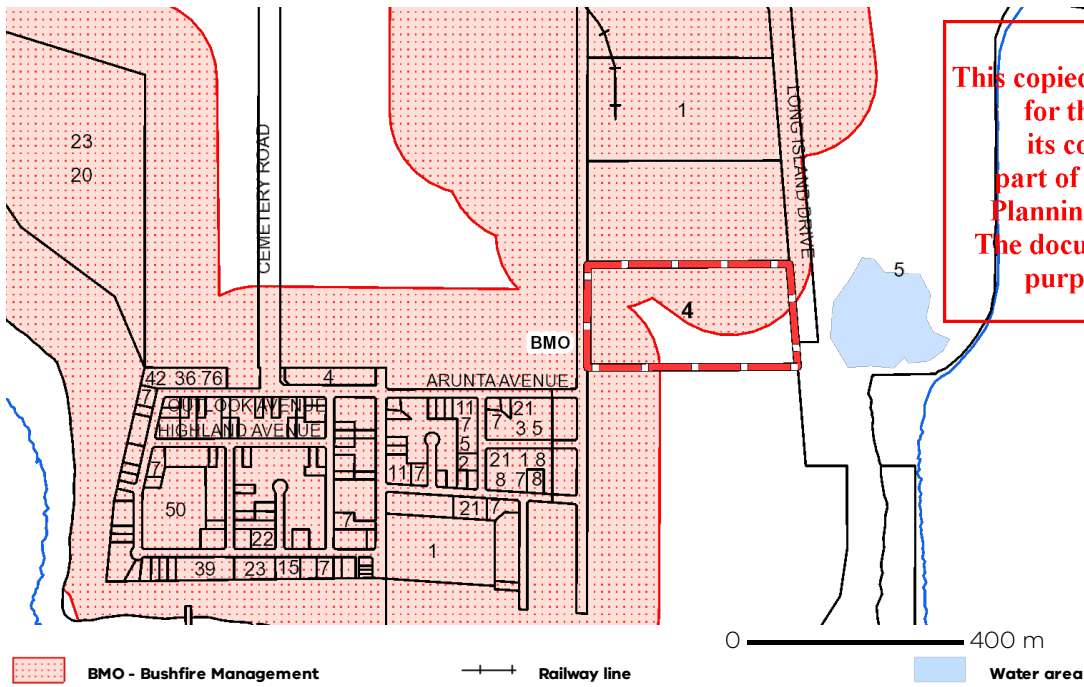 This copied
for th
its co
part of
Plannin
The docu
purp
1
23
20
CEMETERY ROAD
LONG ISLAND DRIVE
5
4
BMO
42 36 76
4
ARUNTA AVENUE
7
OUTLOOK AVENUE
11
7
21
HIGHLAND AVENUE
7
3 5
5
7
11
7
2
21 1 8
8 7 8
50
21
7
7
22
1
39
23
15
7
0
400 m
BMO - Bushfire Management
Railway line
Water area